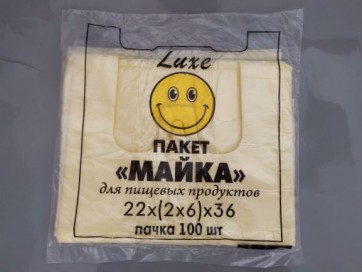 Luxe
ПАКЕТ
«МАЙКА»
для пищевых продуктов
22х(2х6)х36
пачка 100 шт